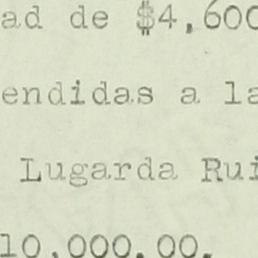 ad de $4,600
endidas a la
Lugarda Rui
10,000.00.